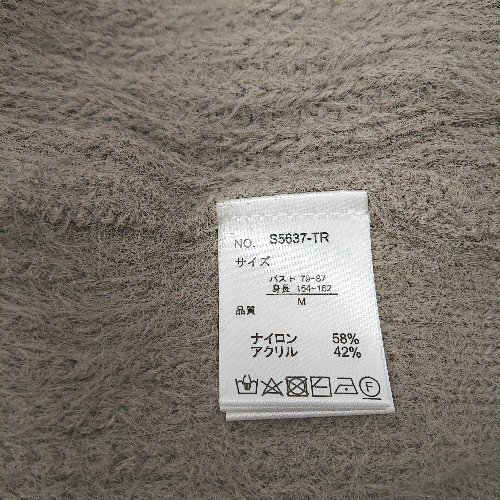 NO. S5637-TR
サイズ
バスト 79~87
身長 154~162
M
品質
ナイロン 58%
アクリル 42%
F